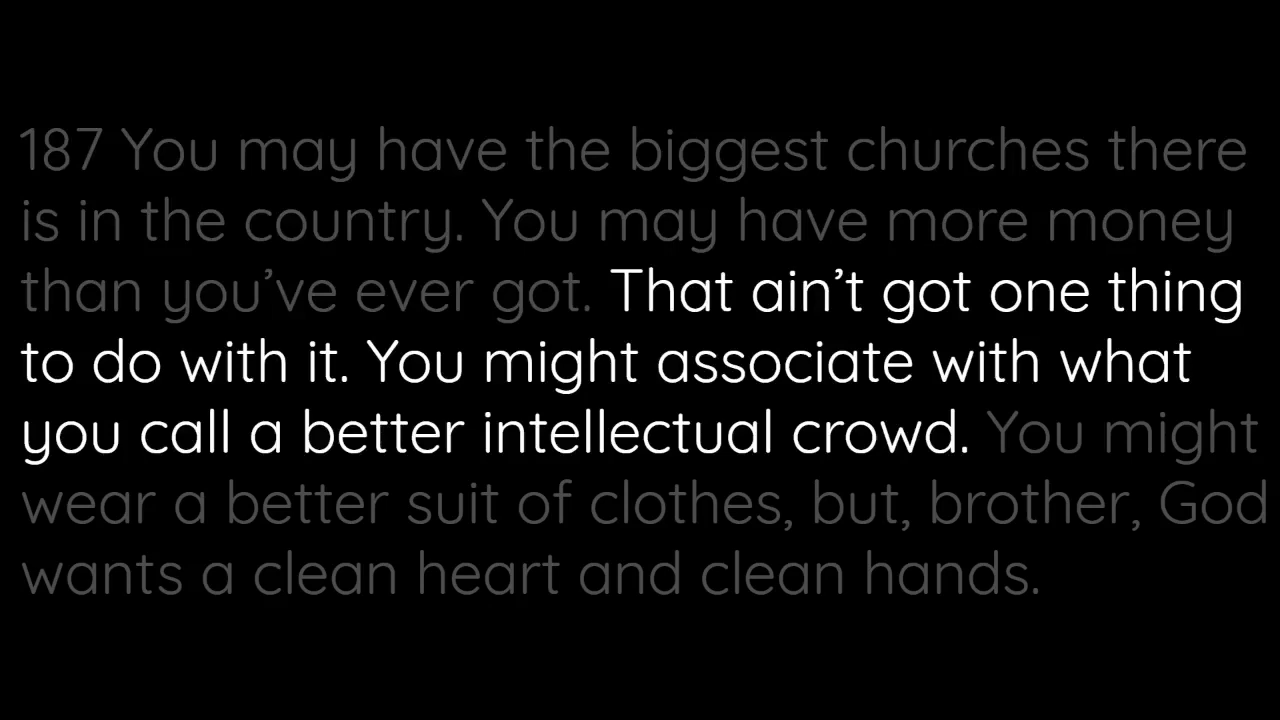 187 You may have the biggest churches there
is in the country. You may have more money
than you’ve ever got. That ain’t got one thing
to do with it. You might associate with what
you call a better intellectual crowd. You might
wear a better suit of clothes, but, brother, God
wants a clean heart and clean hands.